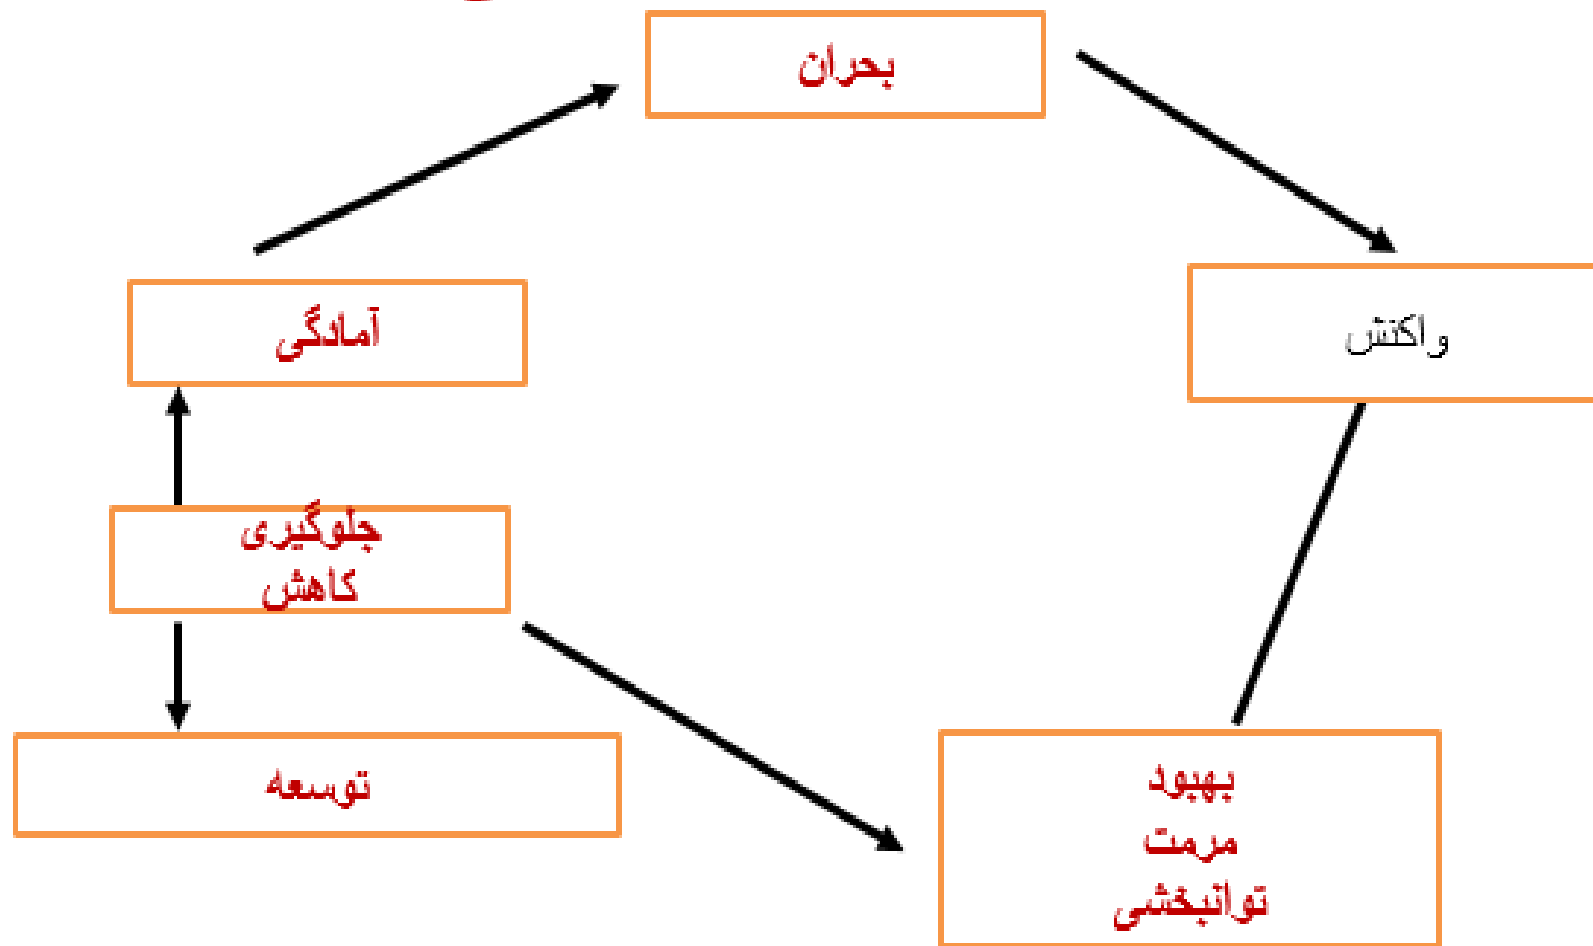 بحران
آمادگی
واکنش
جلوگیری
کاهش
توسعه
بهبود
مرمت
توانبخشی